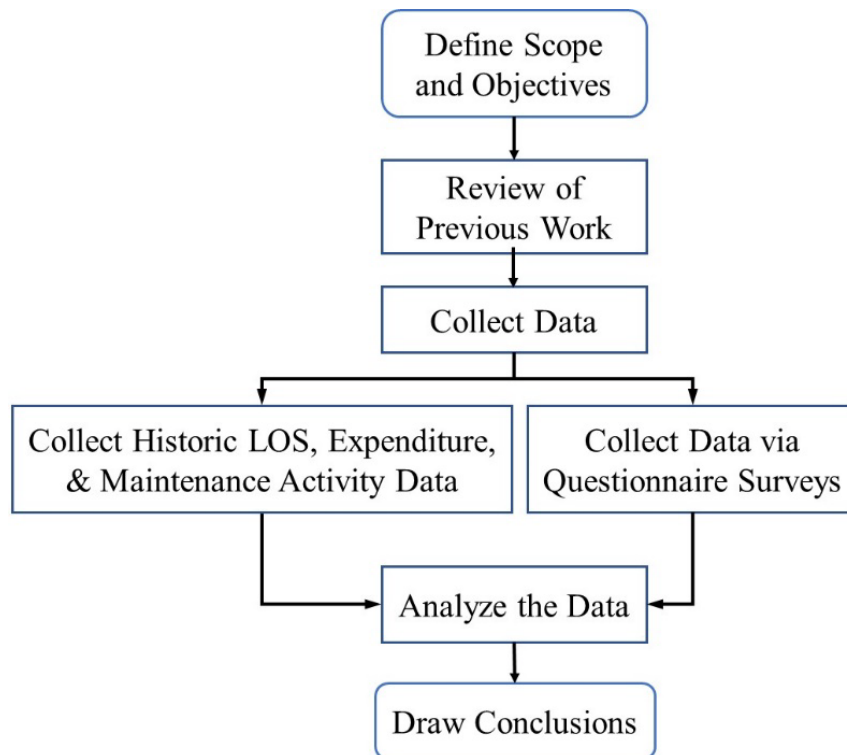 Define Scope
and Objectives
Review of
Previous Work
Collect Data
Collect Historic LOS, Expenditure,
& Maintenance Activity Data
Collect Data via
Questionnaire Surveys
Analyze the Data
Draw Conclusions